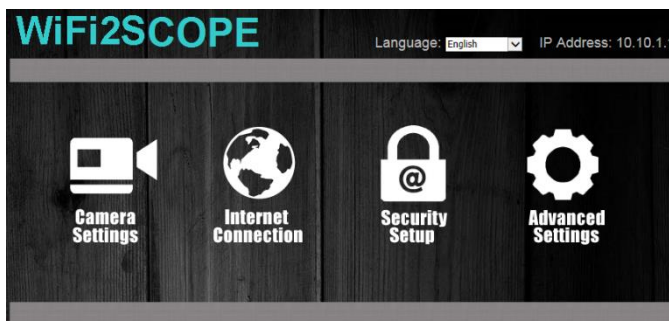 WiFi2SCOPE
Language: English IP Address: 10.10.1.
Camera
Settings
Internet
Connection
@
Security
Setup
Advanced
Settings